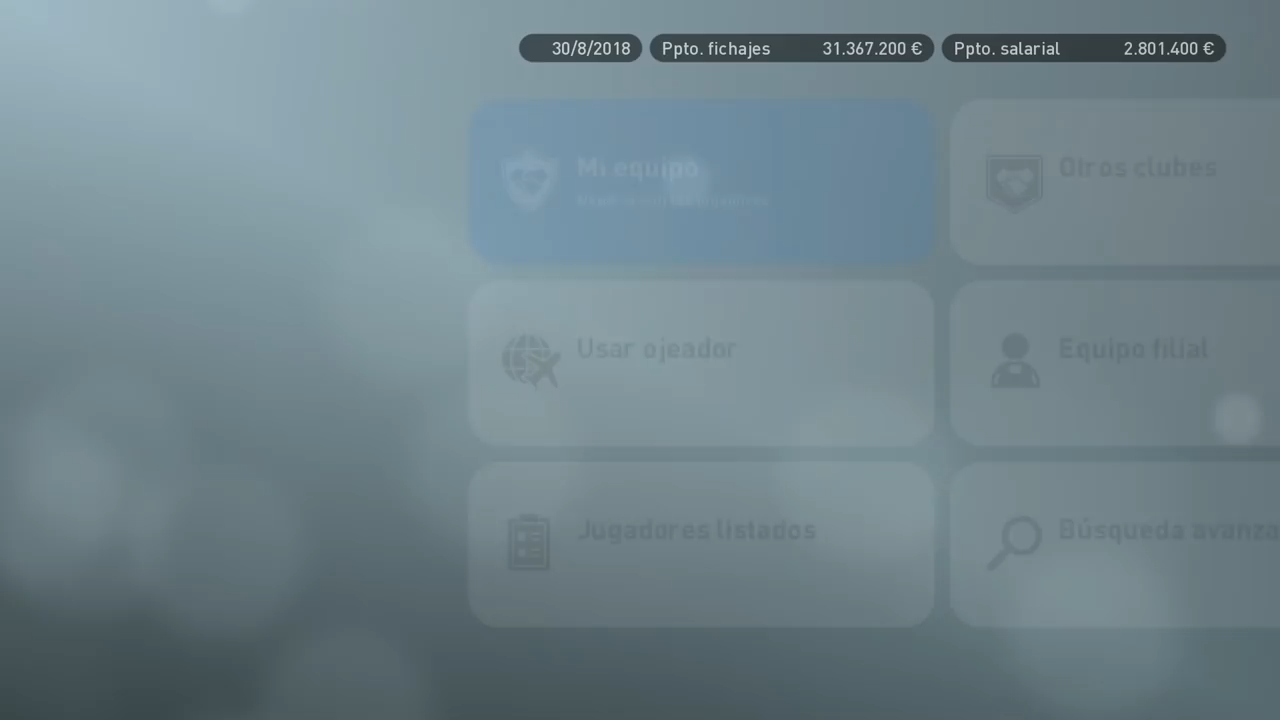 30/8/2018 Ppto. fichajes 31.367.200 € Ppto. salarial 2.801.400 €
Mi equipo
Otros clubes
Usar ojeador
Equipo filial
Jugadores listados
Búsqueda avanza